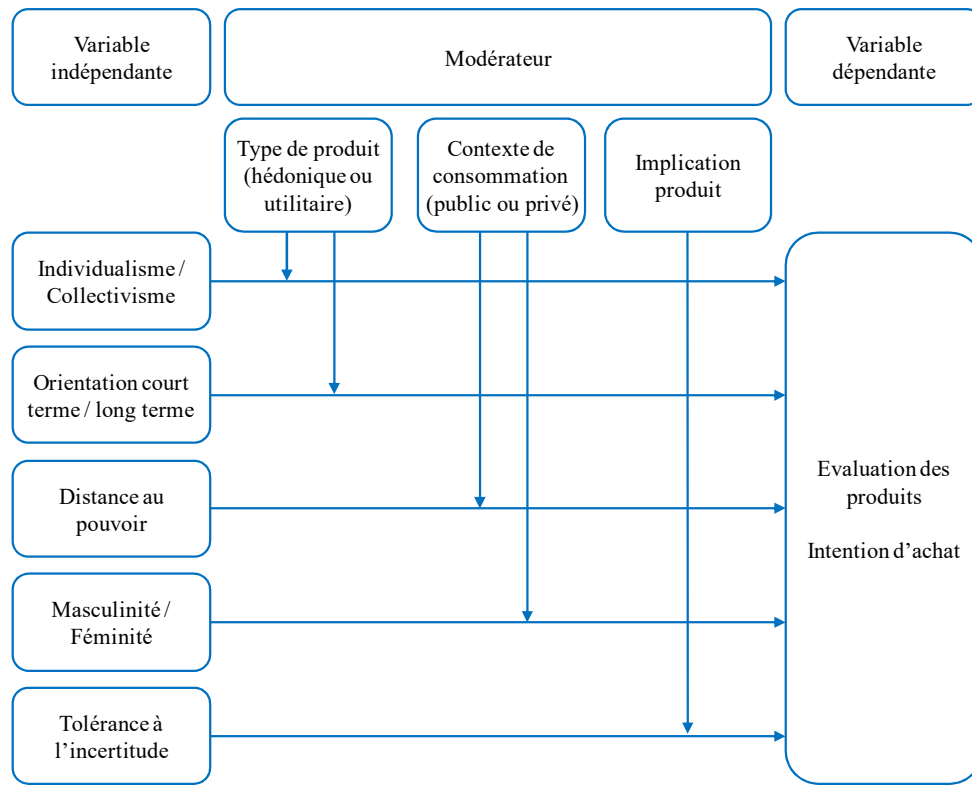 Variable
indépendante
Modérateur
Variable
dépendante
Type de produit
(hédonique ou
utilitaire)
Contexte de
consommation
(public ou privé)
Implication
produit
Individualisme /
Collectivisme
Orientation court
terme / long terme
Distance au
pouvoir
Masculinité /
Féminité
Tolérance à
l'incertitude
Evaluation des
produits
Intention d'achat